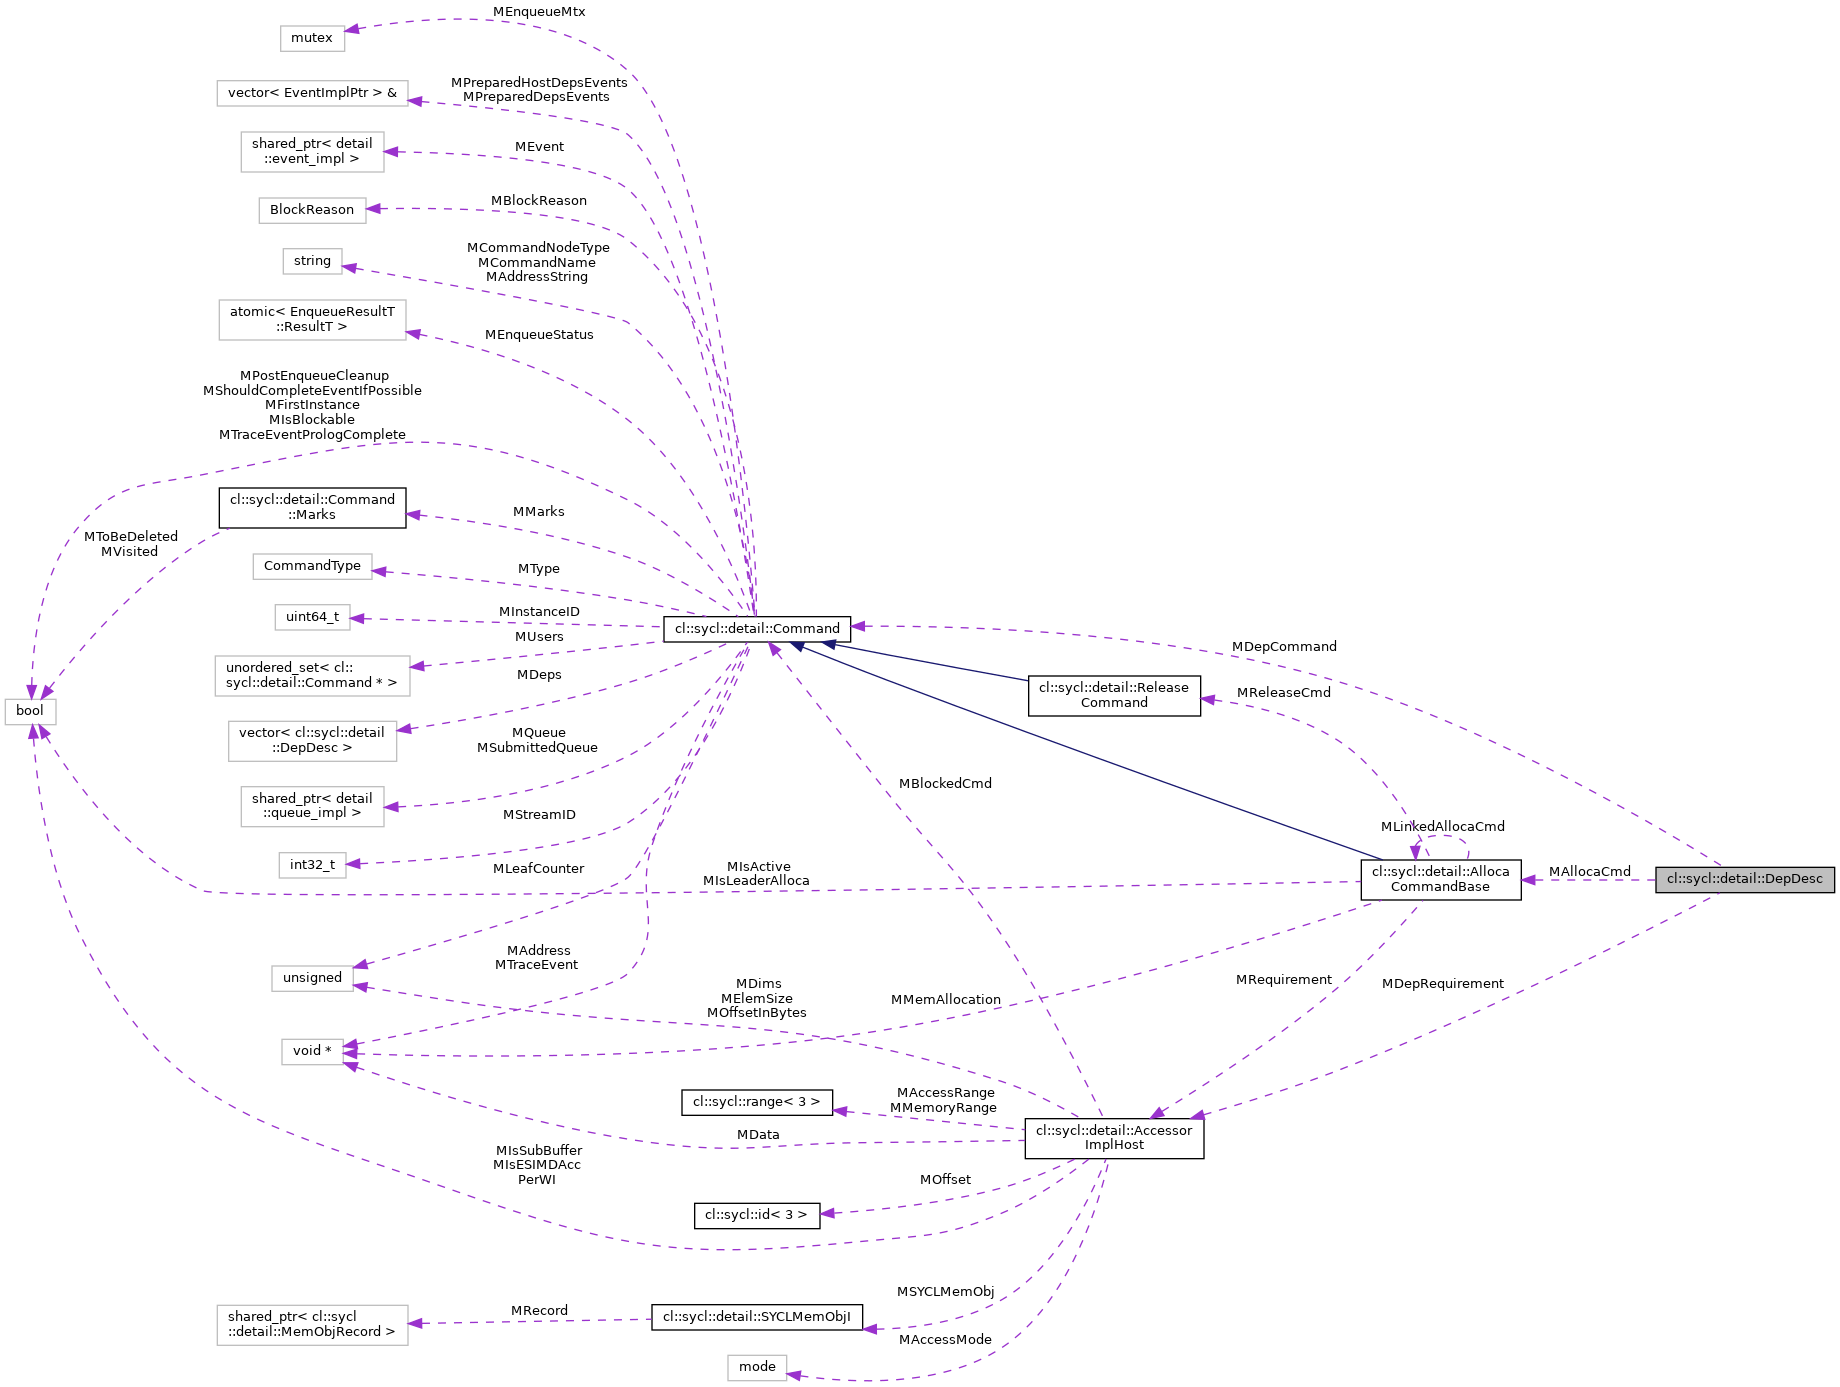 MEnqueueMtx
mutex
MPreparedHostDepsEvents
MPreparedDepsEvents
vector< EventImplPtr > &
shared_ptr< detail
::event_impl >
MEvent
BlockReason
MBlockReason
string
MCommandNodeType
MCommandName
MAddressString
atomic< EnqueueResultT
::ResultT >
MEnqueueStatus
MPostEnqueueCleanup
MShouldCompleteEventIfPossible
MFirstInstance
MIsBlockable
MTraceEventPrologComplete
cl::sycl::detail::Command
::Marks
MMarks
MToBeDeleted
MVisited
CommandType
MType
uint64_t
MInstanceID
cl::sycl::detail::Command
MUsers
unordered_set< cl::
sycl::detail::Command * >
MDepCommand
MDeps
cl::sycl::detail::Release
Command
MReleaseCmd
bool
vector< cl::sycl::detail
::DepDesc >
MQueue
MSubmittedQueue
shared_ptr< detail
::queue_impl >
MBlockedCmd
MStreamID
int32_t
MLinkedAllocaCmd
MLeafCounter
MIsActive
MIsLeaderAlloca
cl::sycl::detail::Alloca
CommandBase
MAllocaCmd
cl::sycl::detail::DepDesc
MAddress
MTraceEvent
unsigned
MDims
MElemSize
MOffsetInBytes
MMemAllocation
MRequirement
MDepRequirement
void *
cl::sycl::range< 3 >
MAccessRange
MMemoryRange
MData
cl::sycl::detail::Accessor
ImplHost
MIsSubBuffer
MIsESIMDAcc
PerWI
MOffset
cl::sycl::id< 3 >
MSYCLMemObj
shared_ptr< cl::sycl
::detail::MemObjRecord >
MRecord
cl::sycl::detail::SYCLMemObjI
MAccessMode
mode